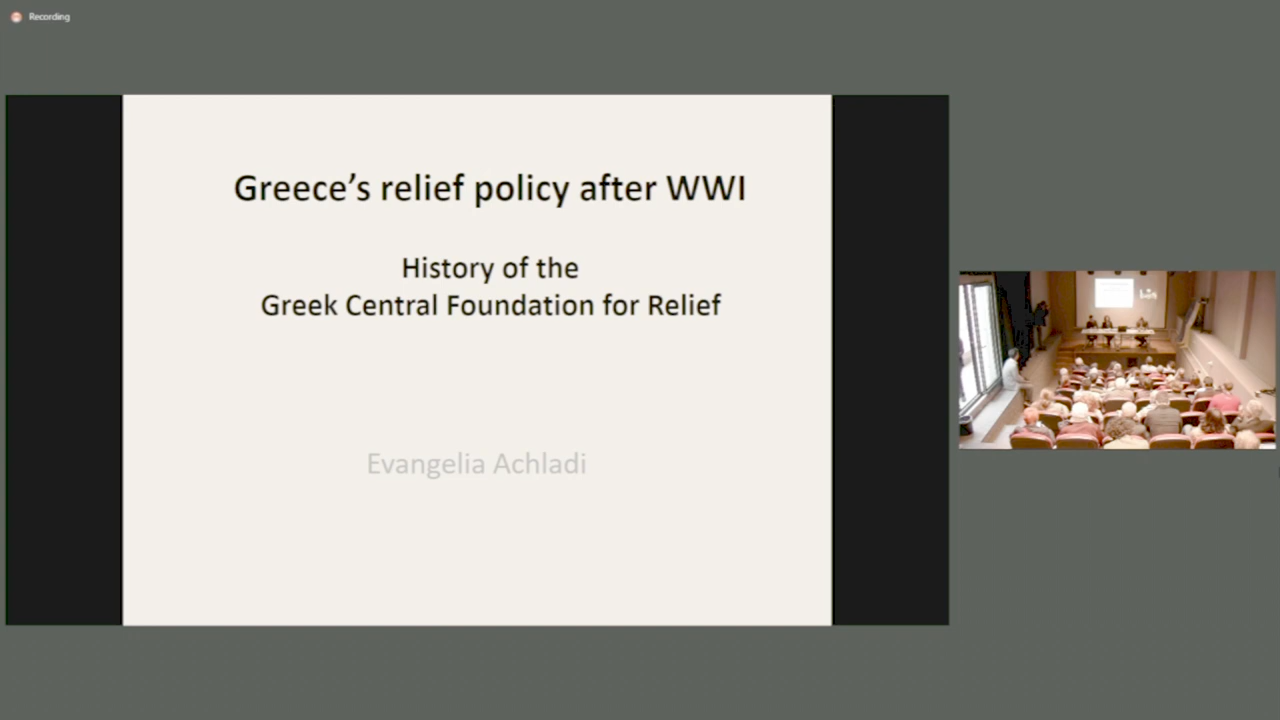 Recording
Greece’s relief policy after WWI
History of the
Greek Central Foundation for Relief
Evangelia Achladi